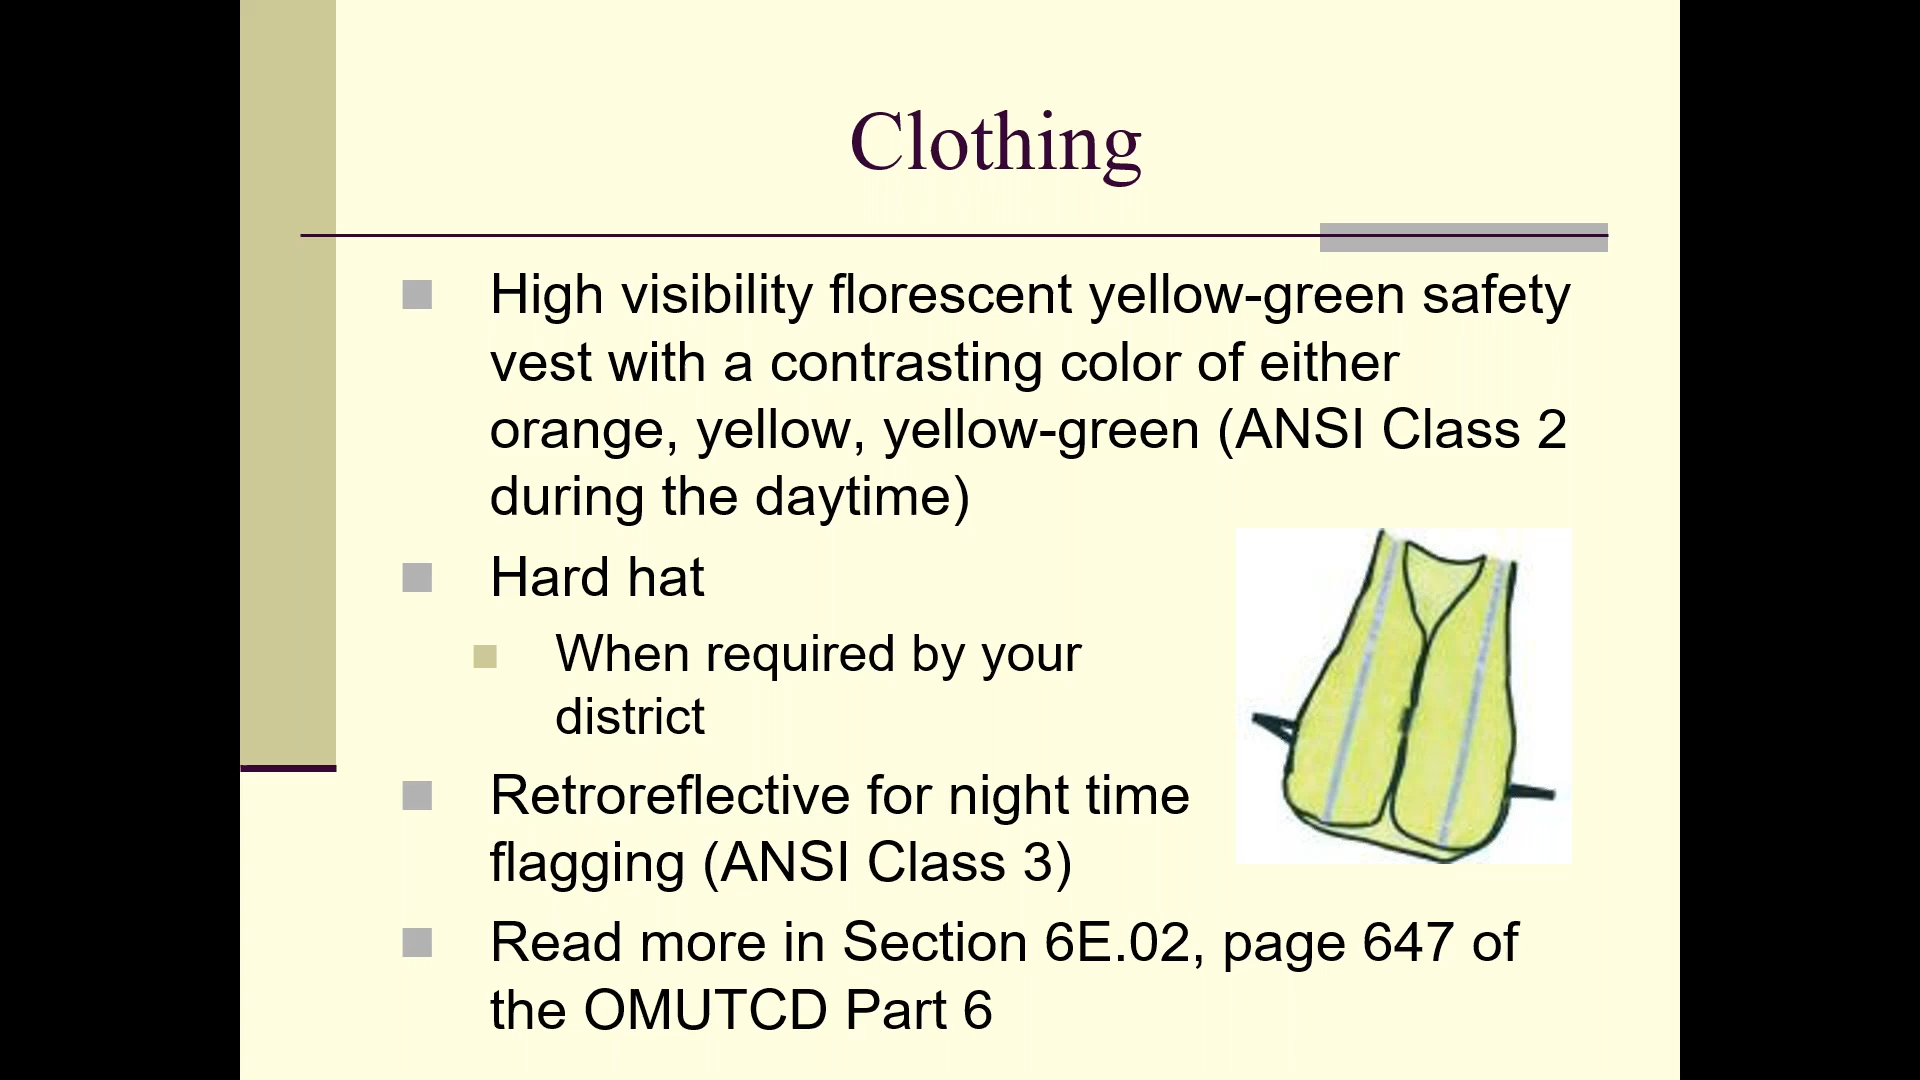 Clothing
High visibility florescent yellow-green safety
vest with a contrasting color of either
orange, yellow, yellow-green (ANSI Class 2
during the daytime)
Hard hat
When required by your
district
Retroreflective for night time
flagging (ANSI Class 3)
Read more in Section 6E.02, page 647 of
the OMUTCD Part 6